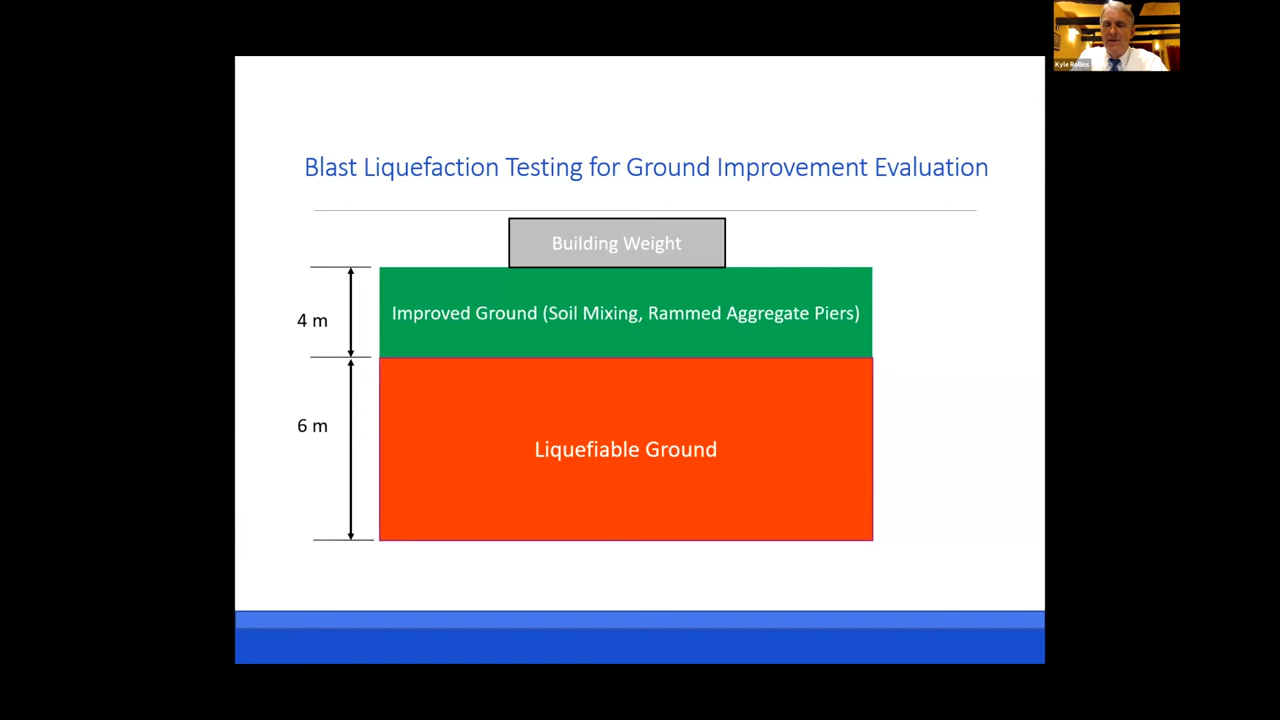 Kyle Rollins
Blast Liquefaction Testing for Ground Improvement Evaluation
Building Weight
4 m
Improved Ground (Soil Mixing, Rammed Aggregate Piers)
6 m
Liquefiable Ground